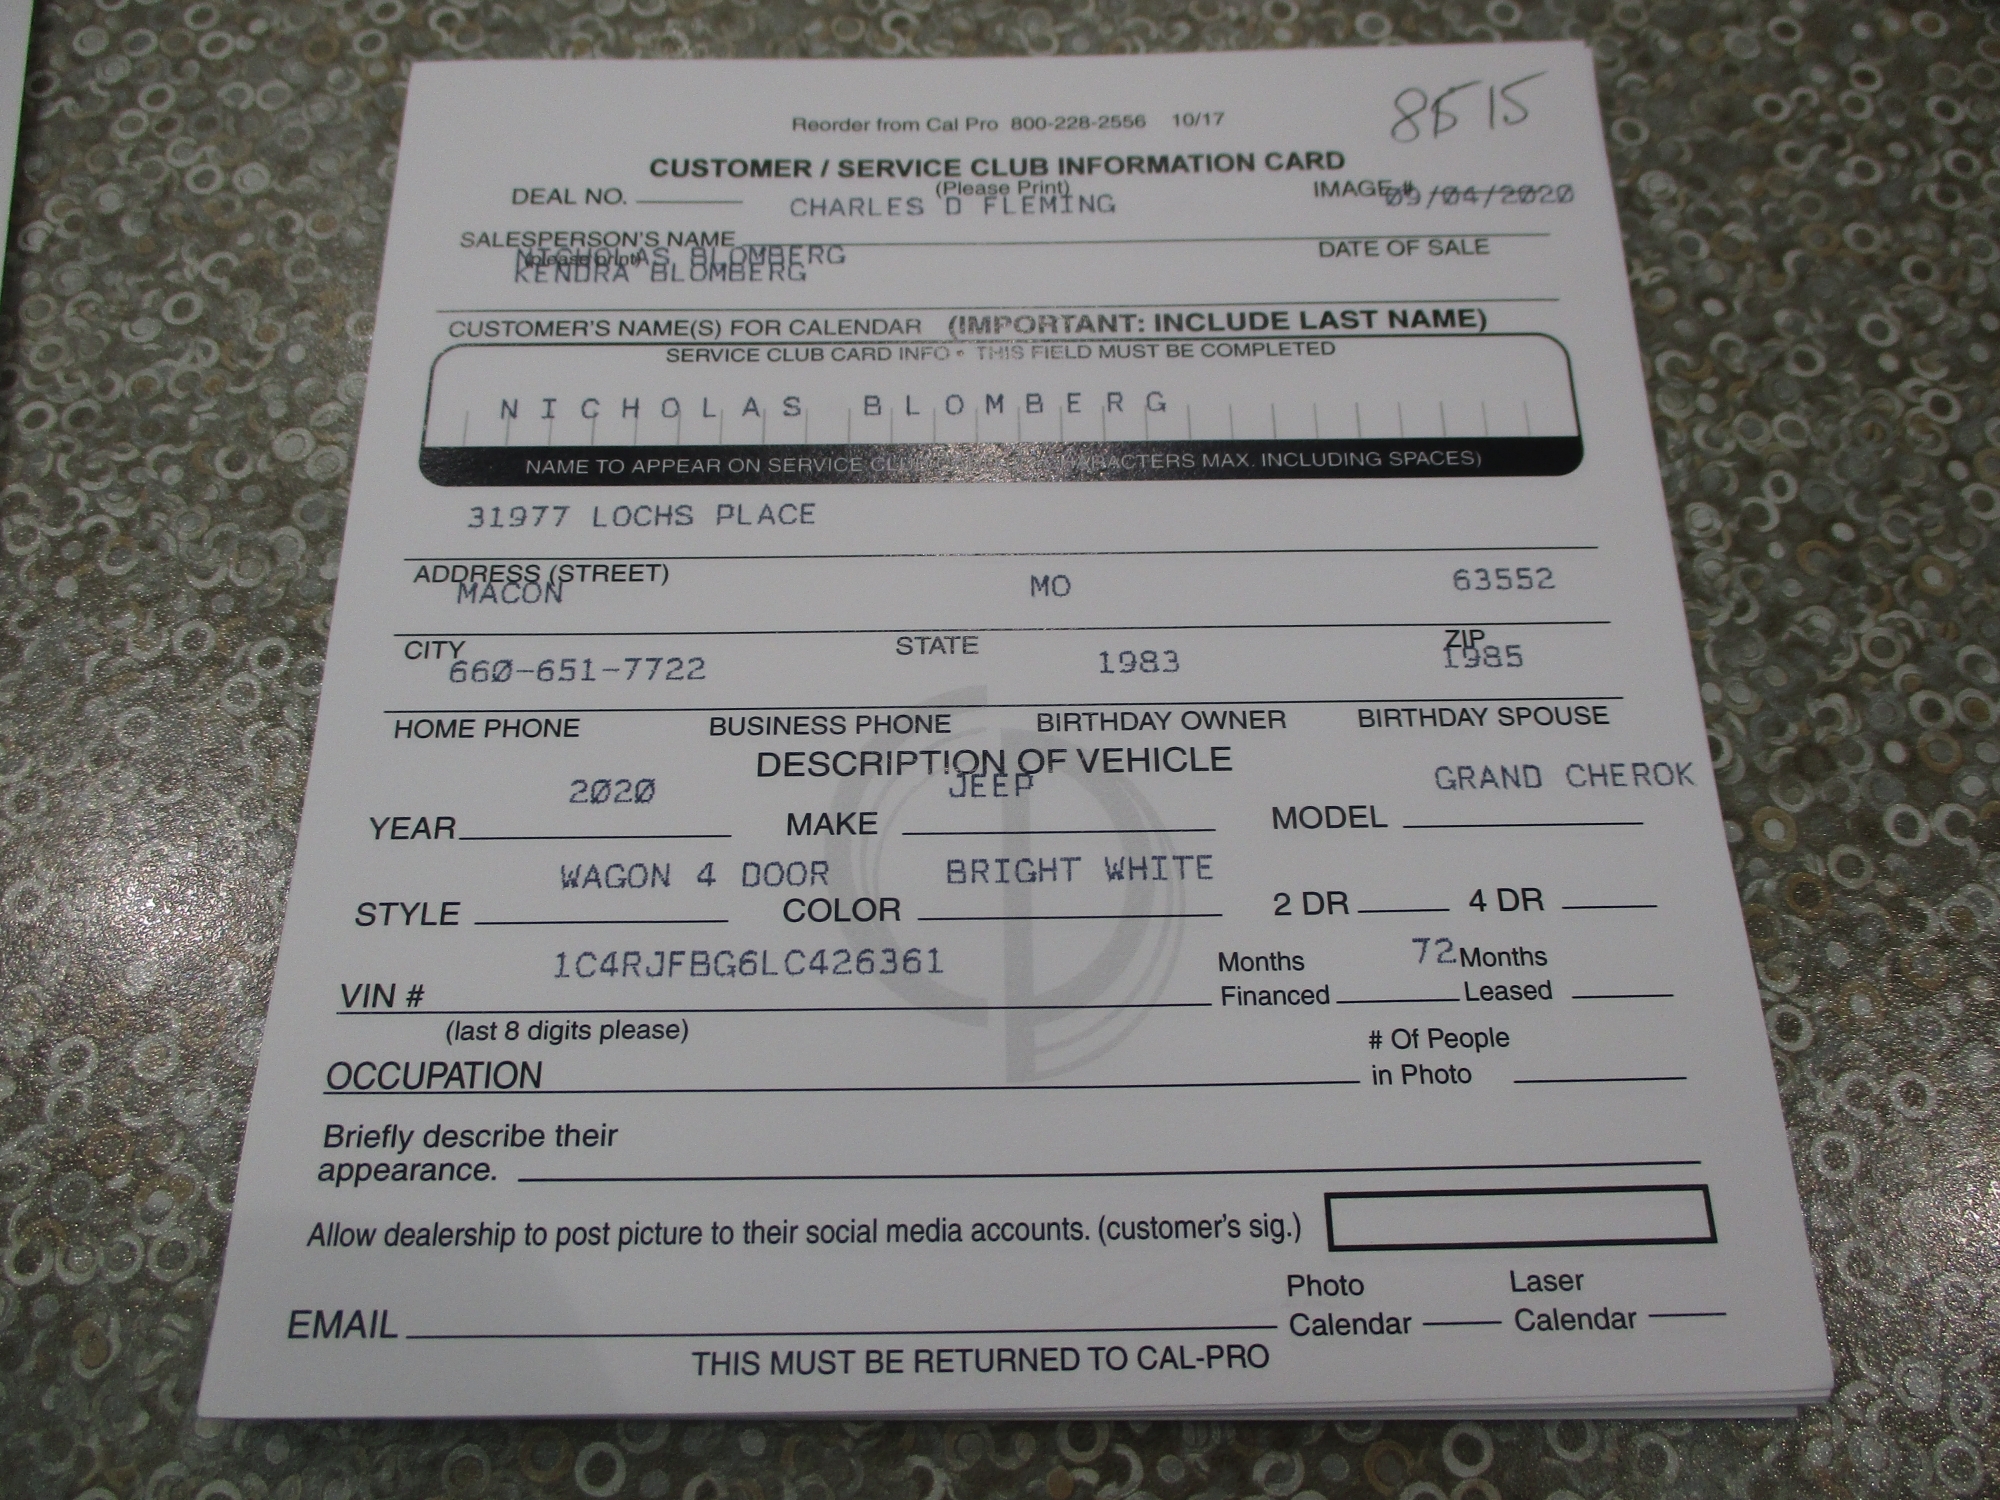 8515
Reorder from Cal Pro 800-228-2556 10/17
CUSTOMER / SERVICE CLUB INFORMATION CARD
(Please Print)
DEAL NO. CHARLES D FLEMING IMAGE # 09/04/2020
SALESPERSON'S NAME DATE OF SALE
(please print)
NICHOLAS BLOMBERG
KENDRA BLOMBERG
CUSTOMER'S NAME(S) FOR CALENDAR (IMPORTANT: INCLUDE LAST NAME)
SERVICE CLUB CARD INFO • THIS FIELD MUST BE COMPLETED
NICHOLAS BLOMBERG
NAME TO APPEAR ON SERVICE CHARACTERS MAX. INCLUDING SPACES)
31977 LOCHS PLACE
ADDRESS (STREET)
MACON MO 63552
CITY STATE ZIP
660-651-7722 1983 1985
HOME PHONE BUSINESS PHONE BIRTHDAY OWNER BIRTHDAY SPOUSE
DESCRIPTION OF VEHICLE
2020 JEEP GRAND CHEROK
YEAR MAKE MODEL
WAGON 4 DOOR BRIGHT WHITE
STYLE COLOR 2 DR 4 DR
1C4RJFBG6LC426361 Months 72 Months
VIN # Financed Leased
(last 8 digits please)
# Of People
OCCUPATION in Photo
Briefly describe their
appearance.
Allow dealership to post picture to their social media accounts. (customer's sig.)
Photo Laser
EMAIL Calendar Calendar
THIS MUST BE RETURNED TO CAL-PRO